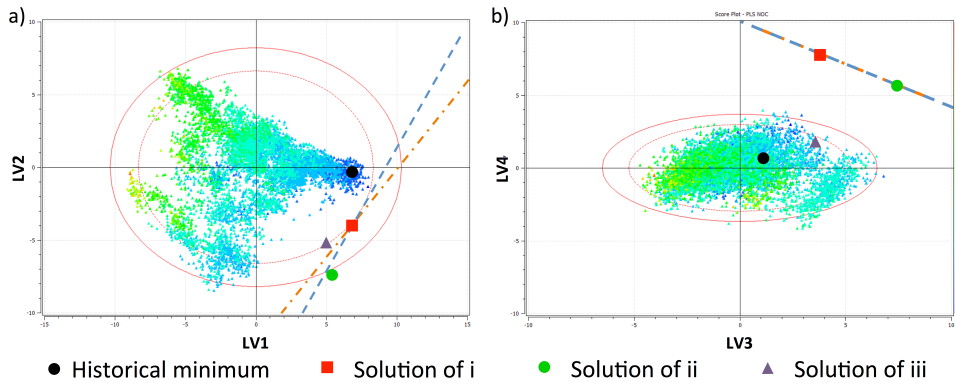 a)
b)
Score Plot - PLS NOC
10
5
0
-5
-10
LV2
-15 -10 -5 0 5 10 15
LV1
10
5
0
-5
-10
LV4
-10 -5 0 5 10
LV3
Historical minimum
Solution of i
Solution of ii
Solution of iii